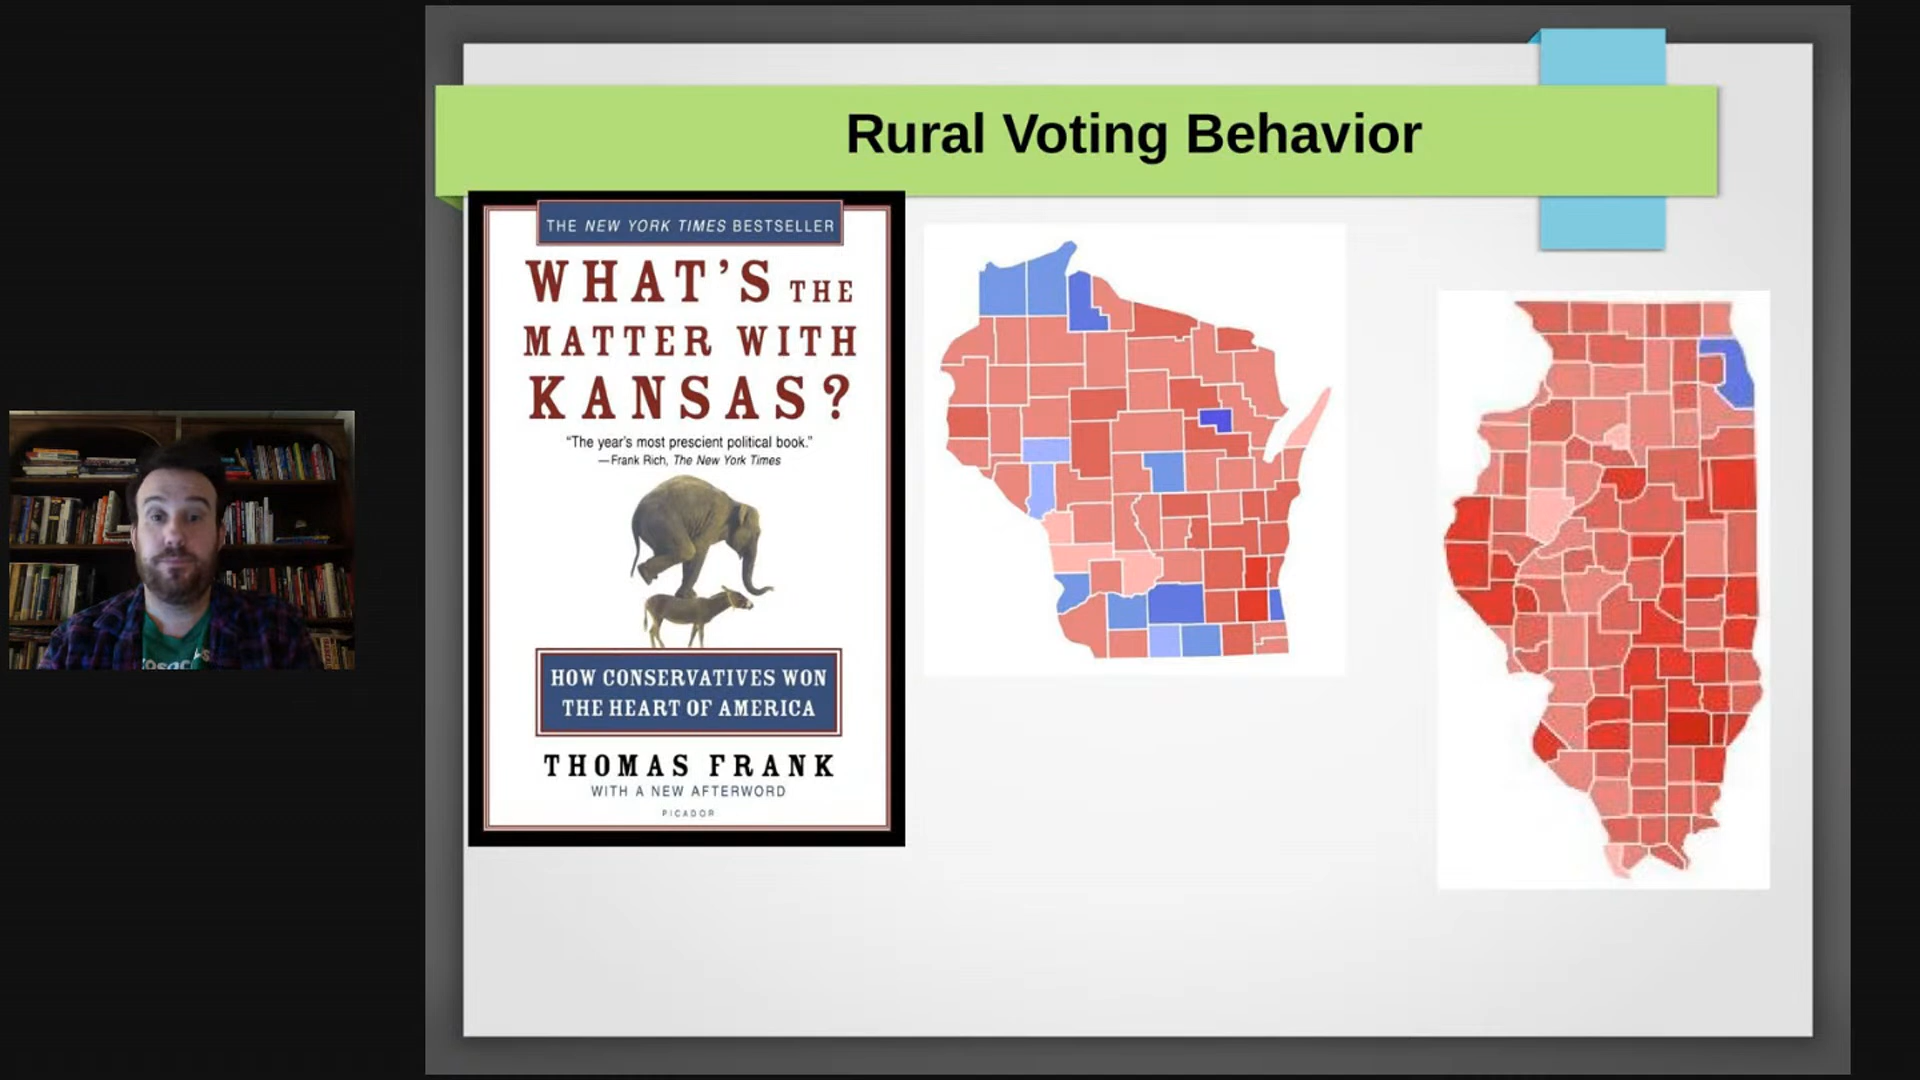 Rural Voting Behavior
THE NEW YORK TIMES BESTSELLER
WHAT'S THE
MATTER WITH
KANSAS?
“The year's most prescient political book.”
—Frank Rich, The New York Times
HOW CONSERVATIVES WON
THE HEART OF AMERICA
THOMAS FRANK
WITH A NEW AFTERWORD
PICADOR